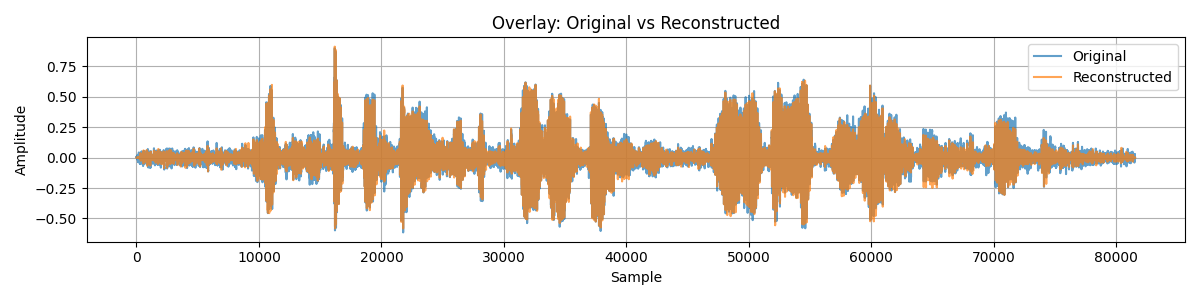 Overlay: Original vs Reconstructed
Original
Reconstructed
Amplitude
0.75
0.50
0.25
0.00
−0.25
−0.50
0 10000 20000 30000 40000 50000 60000 70000 80000
Sample